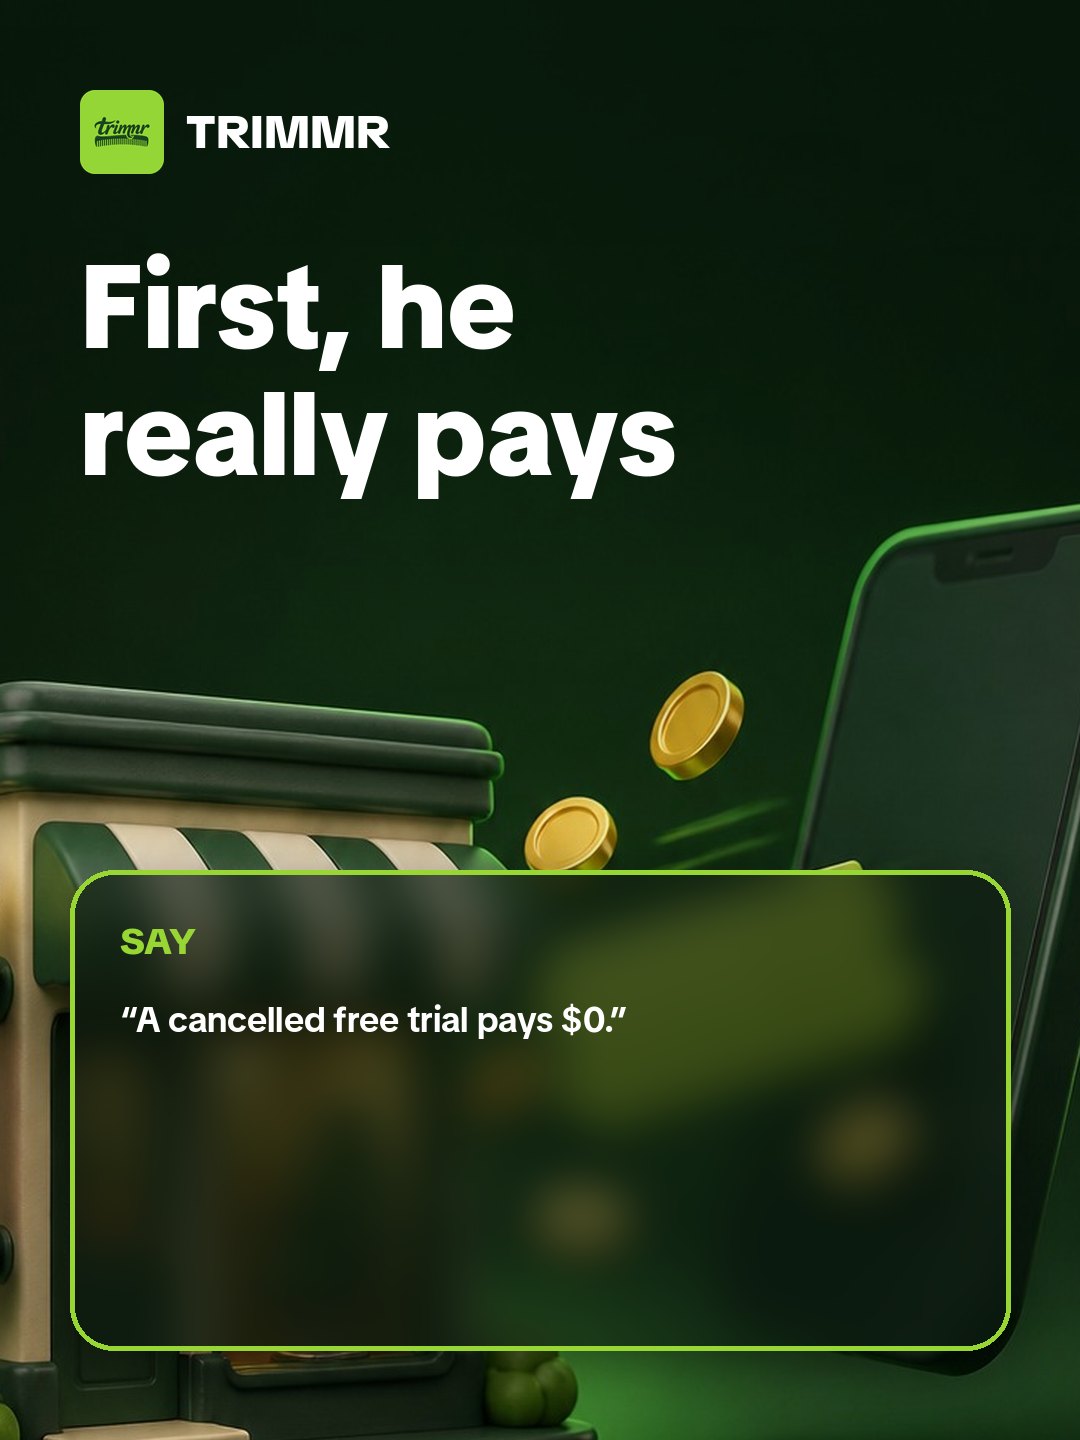 trimmr
TRIMMR
First, he
really pays
SAY
“A cancelled free trial pays $0.”